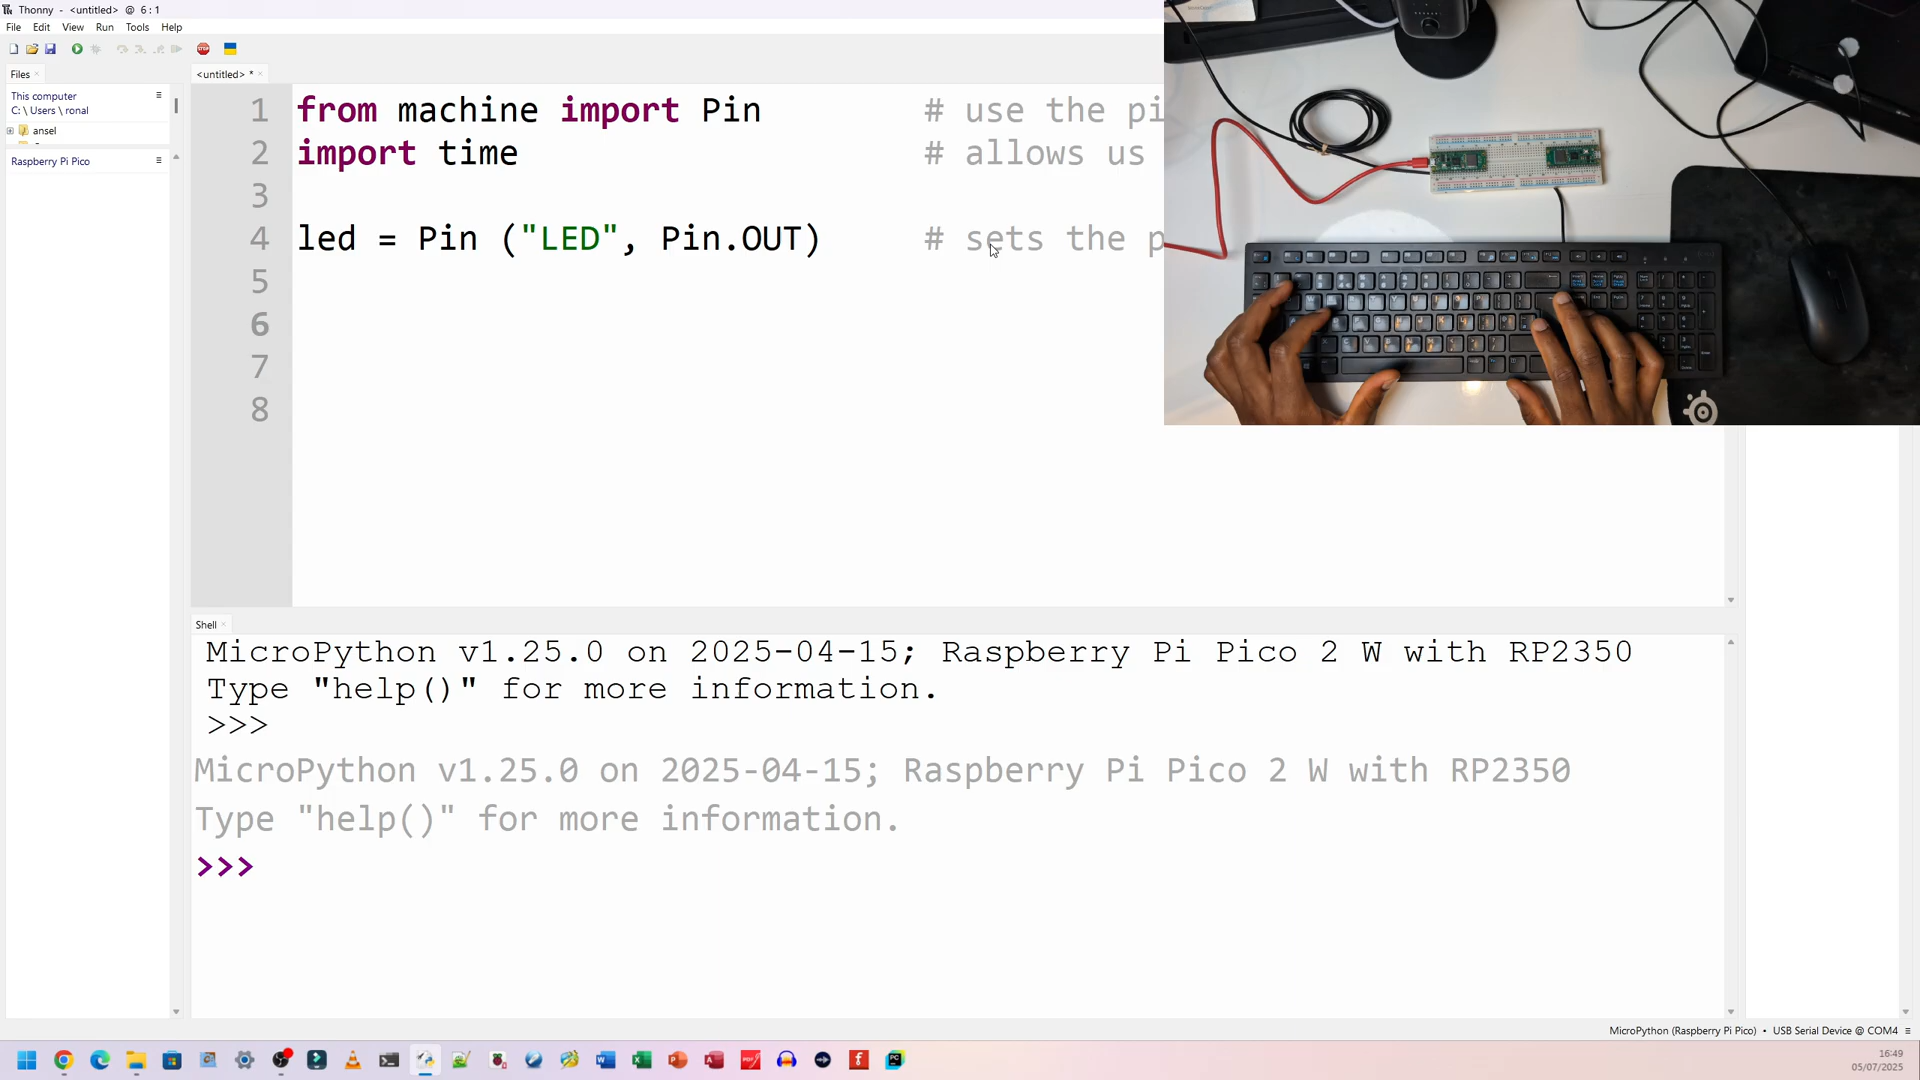 Thonny - <untitled> @ 6 : 1
File Edit View Run Tools Help
Files
This computer
C: \ Users \ ronal
ansel
Raspberry Pi Pico
<untitled> *
1 from machine import Pin # use the pi
2 import time # allows us
3
4 led = Pin ("LED", Pin.OUT) # sets the p
5
6
7
8
Shell
MicroPython v1.25.0 on 2025-04-15; Raspberry Pi Pico 2 W with RP2350
Type "help()" for more information.
>>>
MicroPython v1.25.0 on 2025-04-15; Raspberry Pi Pico 2 W with RP2350
Type "help()" for more information.
>>>
MicroPython (Raspberry Pi Pico) • USB Serial Device @ COM4
16:49
05/07/2025